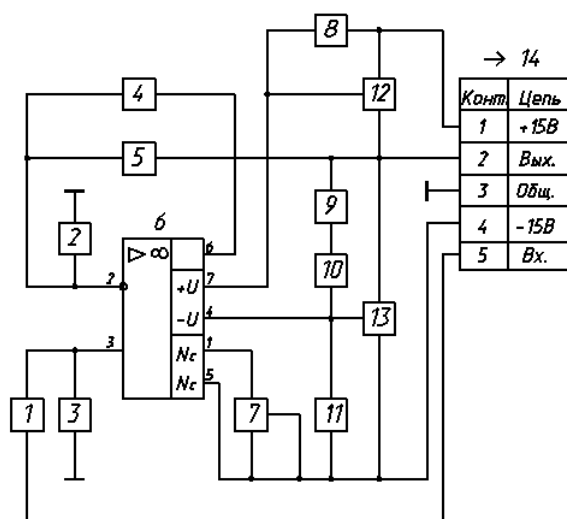 8
→ 14
4
12
Конт. Цепь
1 +15В
5
2 Вых.
3 Общ.
9
6
2
4 -15В
▷∞ 6
5 Вх.
10
2
+U 7
-U 4
13
3
Nc 1
Nc 5
1
3
7
11